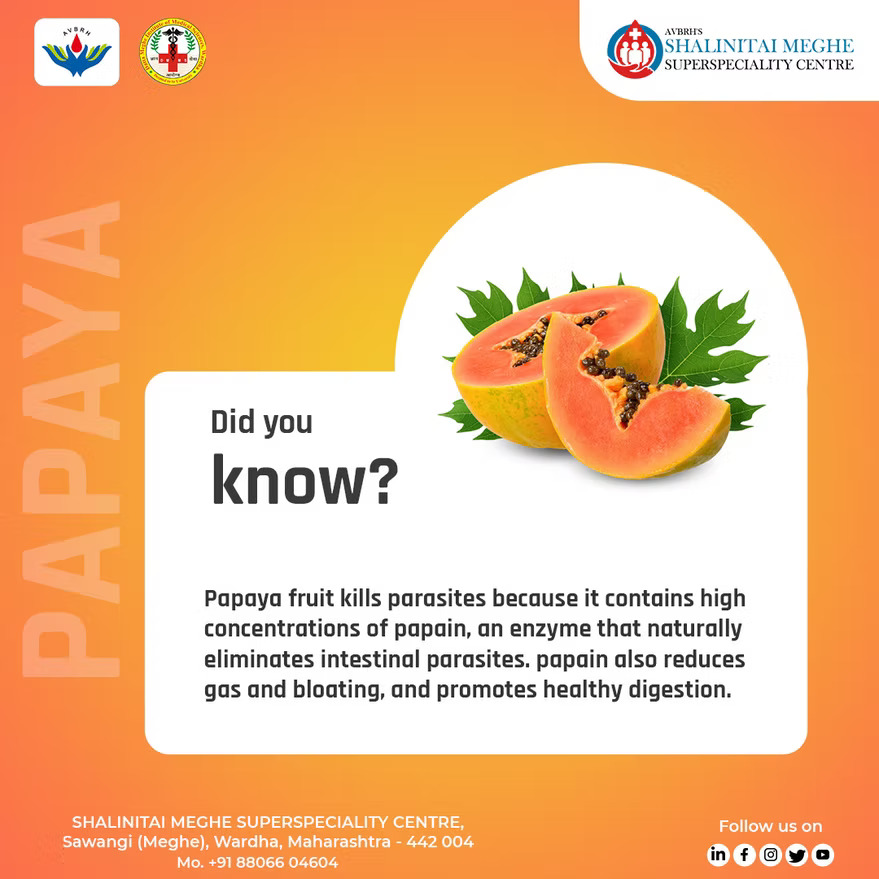 AVBRH
AVBRH'S
SHALINITAI MEGHE
SUPERSPECIALITY CENTRE
PAPAYA
Did you
know?
Papaya fruit kills parasites because it contains high
concentrations of papain, an enzyme that naturally
eliminates intestinal parasites. papain also reduces
gas and bloating, and promotes healthy digestion.
SHALINITAI MEGHE SUPERSPECIALITY CENTRE,
Sawangi (Meghe), Wardha, Maharashtra - 442 004
Mo. +91 88066 04604
Follow us on